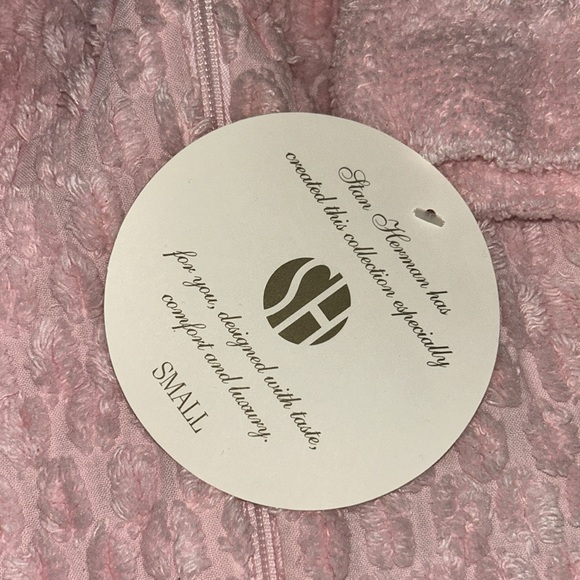 Stan Herman has
created this collection especially
SH
for you, designed with taste,
comfort and luxury.
SMALL